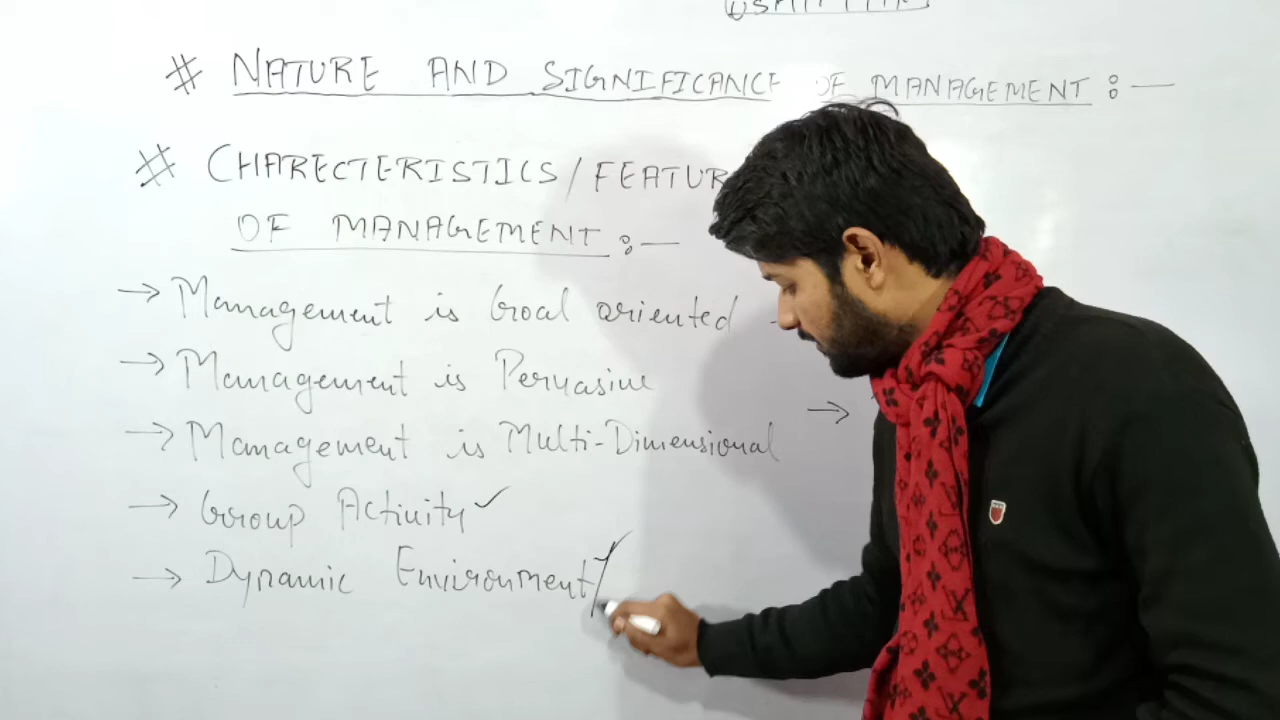 # NATURE AND SIGNIFICANCE OF MANAGEMENT :—
# CHARECTERISTICS / FEATUR
OF MANAGEMENT :—
→ Management is Goal oriented -
→ Management is Pervasive
→
→ Management is Multi-Dimensional
→ Group Activity ✓
→ Dynamic Environment /